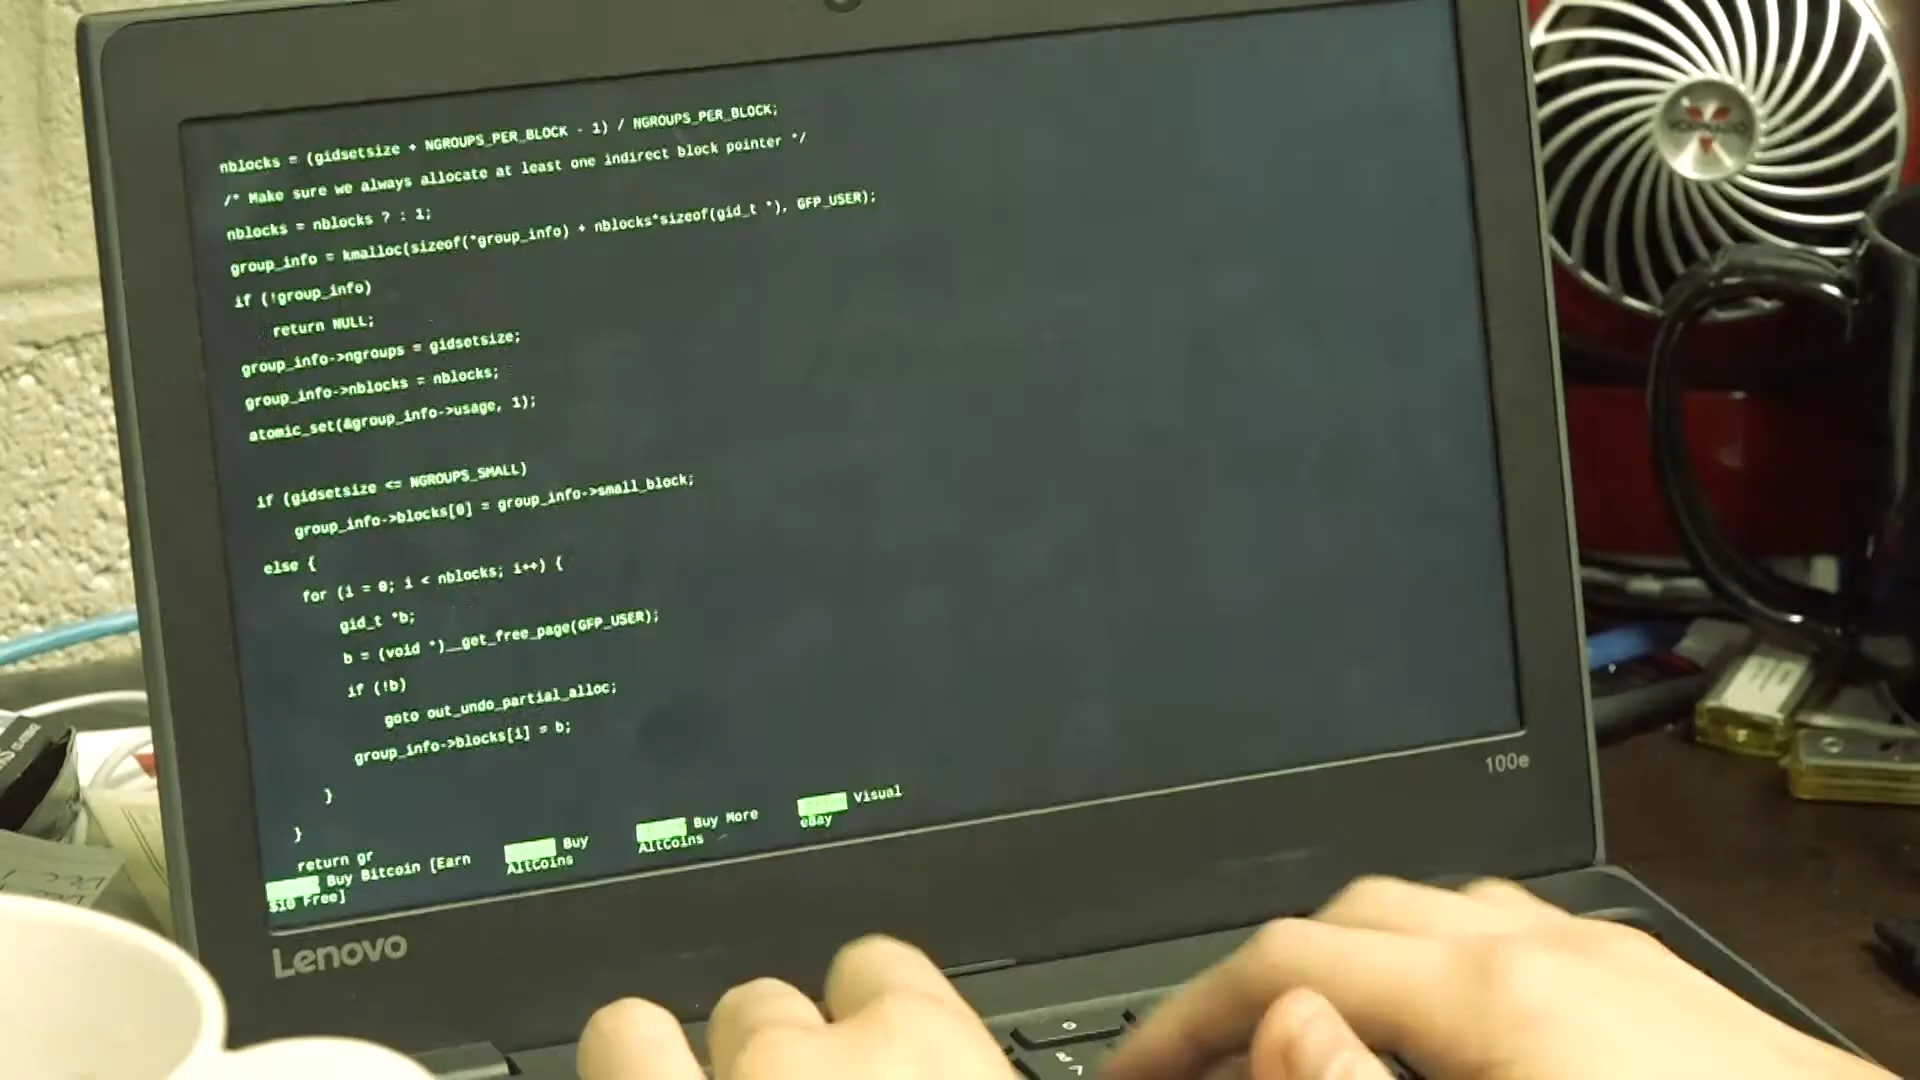 nblocks = (gidsetsize + NGROUPS_PER_BLOCK - 1) / NGROUPS_PER_BLOCK;
/* Make sure we always allocate at least one indirect block pointer */
nblocks = nblocks ? : 1;
group_info = kmalloc(sizeof(*group_info) + nblocks*sizeof(gid_t *), GFP_USER);
if (!group_info)
return NULL;
group_info->ngroups = gidsetsize;
group_info->nblocks = nblocks;
atomic_set(&group_info->usage, 1);
if (gidsetsize <= NGROUPS_SMALL)
group_info->blocks[0] = group_info->small_block;
else {
for (i = 0; i < nblocks; i++) {
gid_t *b;
b = (void *)__get_free_page(GFP_USER);
if (!b)
goto out_undo_partial_alloc;
group_info->blocks[i] = b;
}
}
return gr
Buy Bitcoin [Earn $10 Free]
Buy AltCoins
Buy More AltCoins
Visual eBay
Lenovo
100e